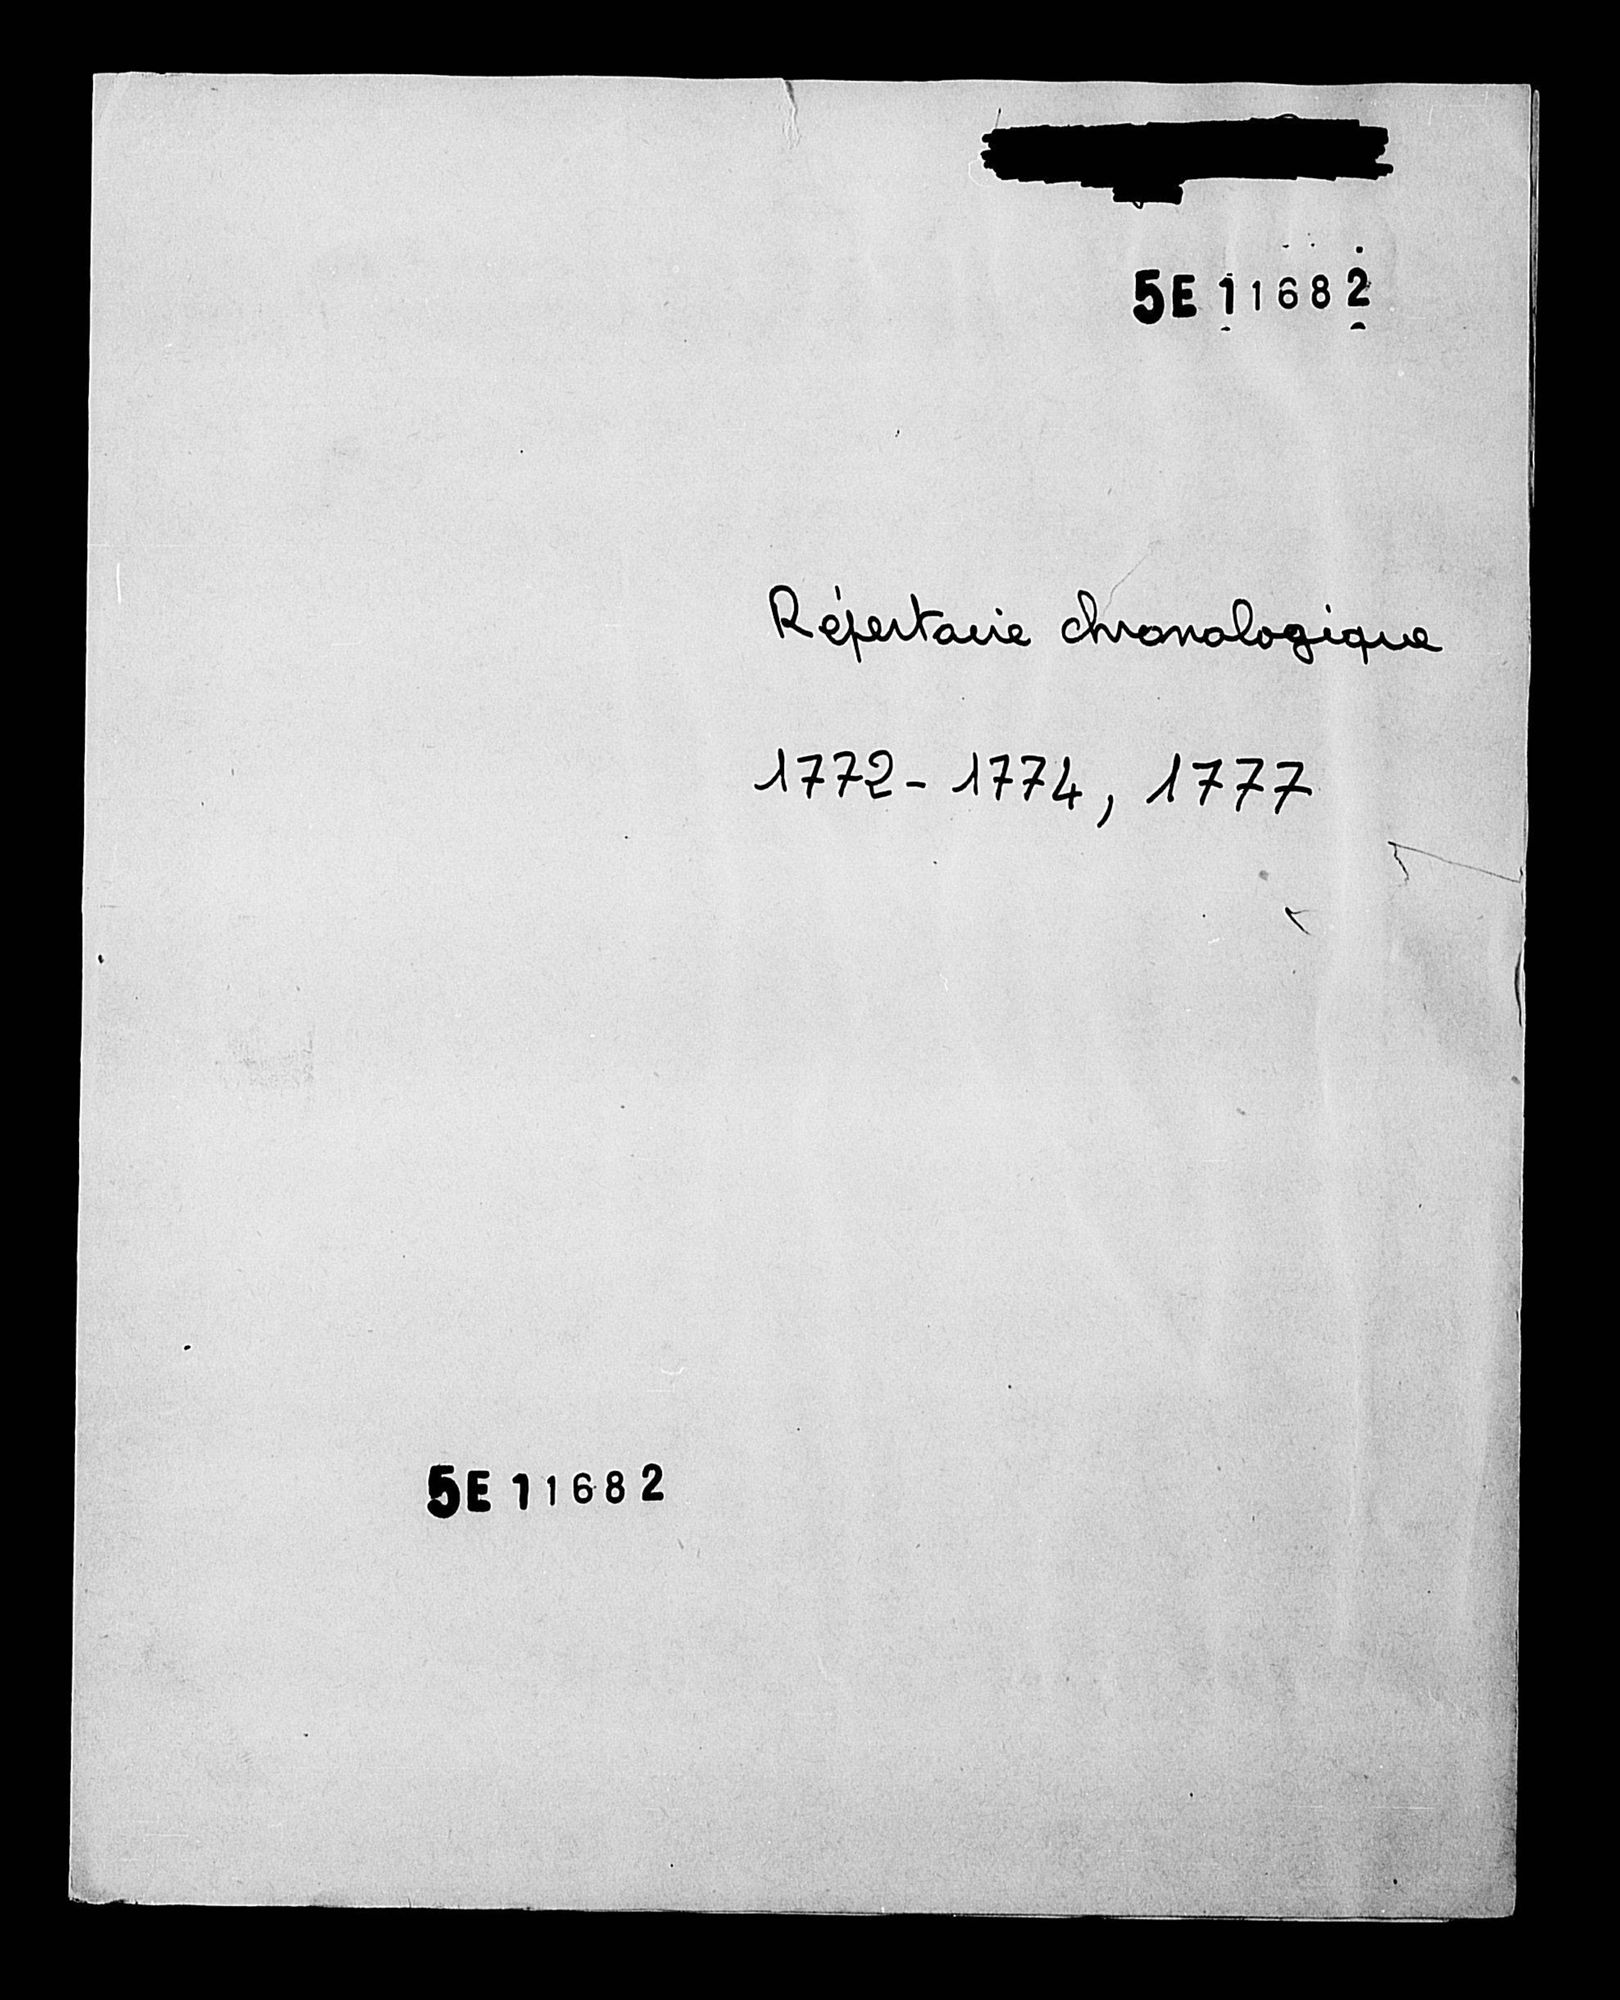 5E 11682
Répertoire chronologique
1772 - 1774, 1777
5E 11682